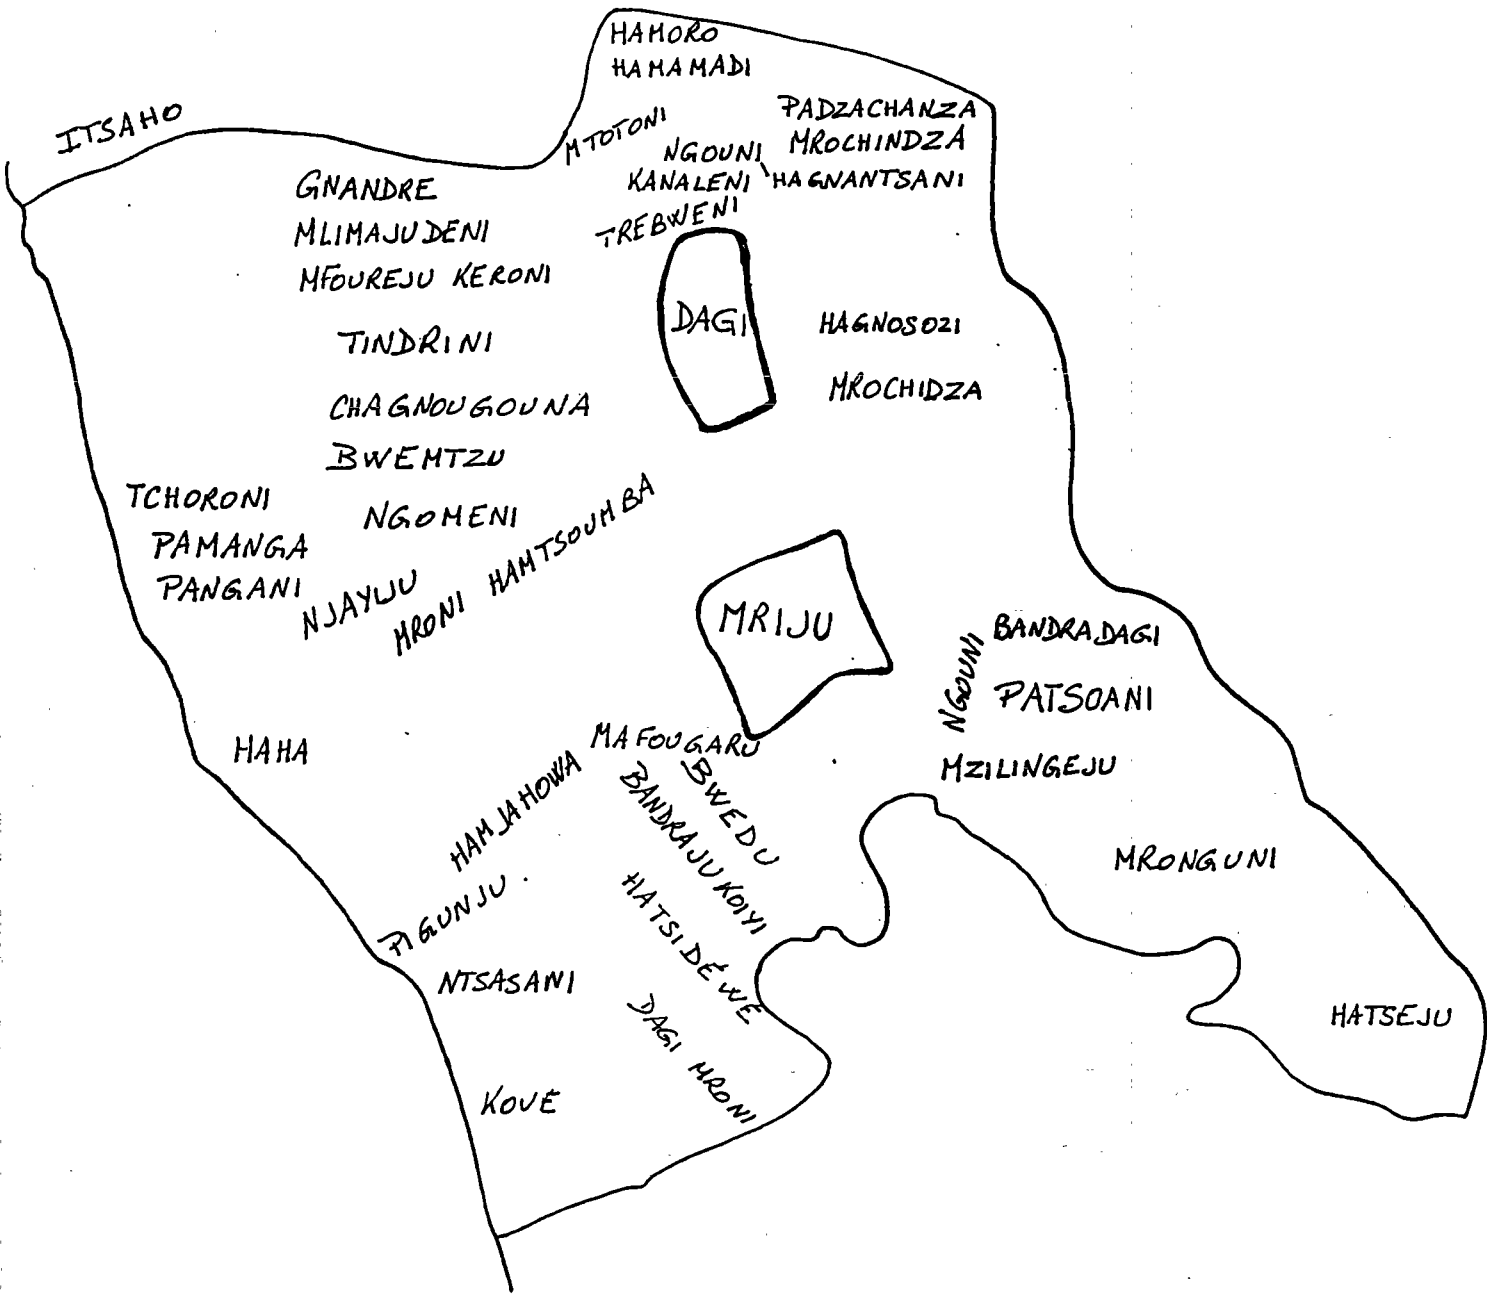 HAMORO
HAMAMADI
ITSAHO
MTOTONI
PADZACHANZA
MROCHINDZA
NGOUNI
KANALENI
HAGNANTSANI
TREBWENI
GNANDRE
MLIMAJUDENI
MFOUREJU KERONI
TINDRINI
DAGI
HAGNOSOZI
MROCHIDZA
CHAGNOUGOUNA
BWEMTZU
TCHORONI
NGOMENI
PAMANGA
PANGANI
NJAYIJU
MRONI HAMTSOUMBA
MRIJU
BANDRADAGI
NGOUNI
PATSOANI
MZILINGEJU
HAHA
MAFOUGARU
BWEDU
BANDRAJUKOIYI
HAMJAHOWA
MRONGUNI
PIGUNJU
HATSIDÉWÉ
NTSASANI
DAGI MRONI
HATSEJU
KOVÉ